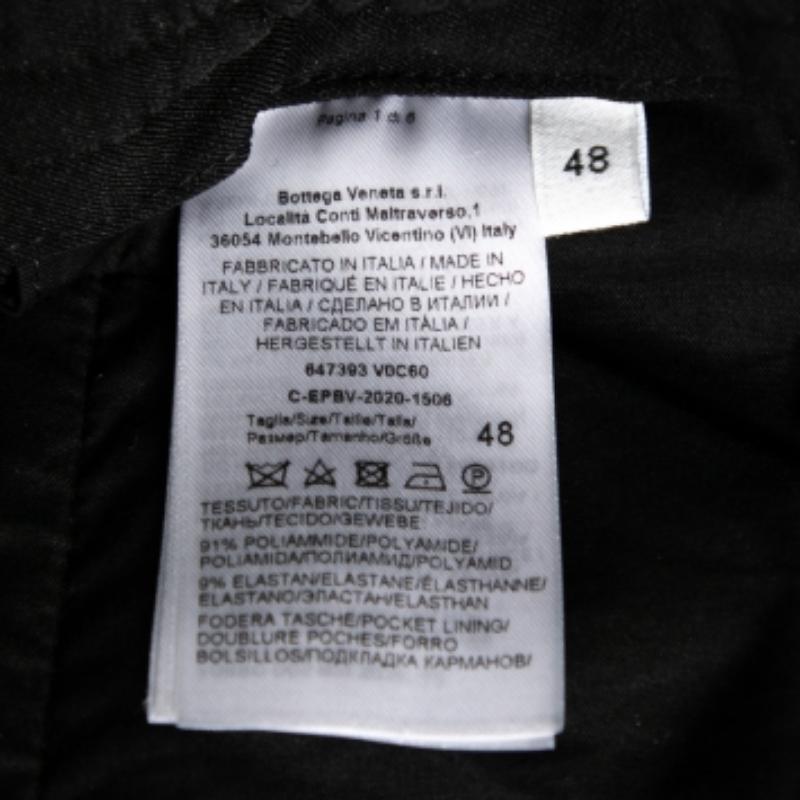 Pagina 1 di 6
48
Bottega Veneta s.r.l.
Località Conti Maltraverso,1
36054 Montebello Vicentino (VI) Italy
FABBRICATO IN ITALIA / MADE IN
ITALY / FABRIQUÉ EN ITALIE / HECHO
EN ITALIA / СДЕЛАНО В ИТАЛИИ /
FABRICADO EM ITÀLIA /
HERGESTELLT IN ITALIEN
647393 V0C60
C-EPBV-2020-1506
Taglia/Size/Taille/Talla/
Размер/Tamanho/Größe 48
P
TESSUTO/FABRIC/TISSU/TEJIDO/
ТКАНЬ/TECIDO/GEWEBE
91% POLIAMMIDE/POLYAMIDE/
POLIAMIDA/ПОЛИАМИД/POLYAMID
9% ELASTAN/ELASTANE/ÉLASTHANNE/
ELASTANO/ЭЛАСТАН/ELASTHAN
FODERA TASCHE/POCKET LINING/
DOUBLURE POCHES/FORRO
BOLSILLOS/ПОДКЛАДКА КАРМАНОВ/